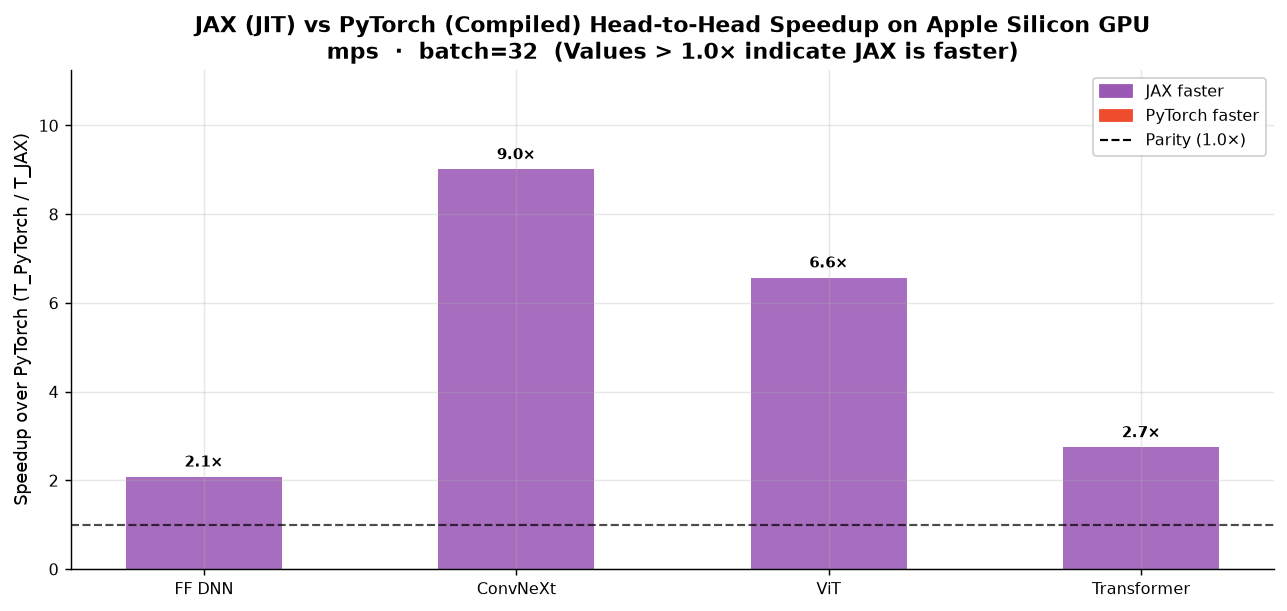 JAX (JIT) vs PyTorch (Compiled) Head-to-Head Speedup on Apple Silicon GPU
mps · batch=32 (Values > 1.0× indicate JAX is faster)
JAX faster
PyTorch faster
Parity (1.0×)
Speedup over PyTorch (T_PyTorch / T_JAX)
10
8
6
4
2
0
2.1×
9.0×
6.6×
2.7×
FF DNN
ConvNeXt
ViT
Transformer